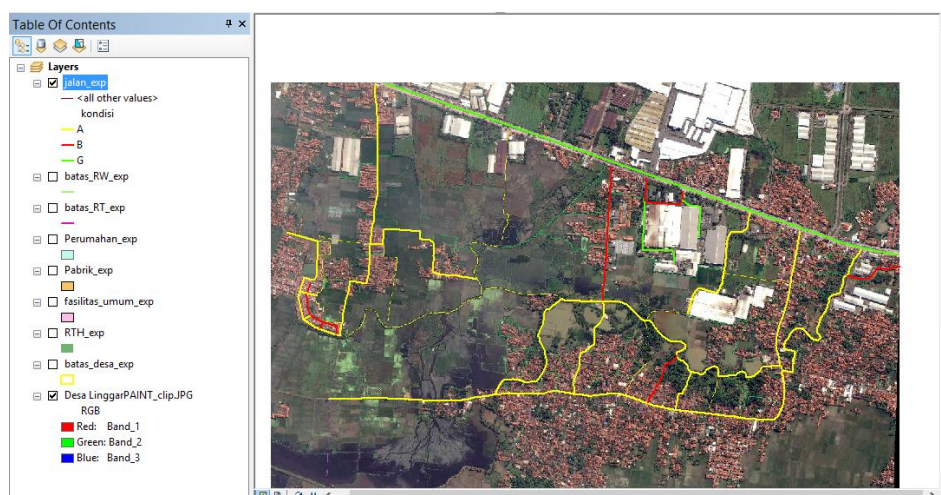 Table Of Contents
Layers
jalan_exp
<all other values>
kondisi
A
B
G
batas_RW_exp
batas_RT_exp
Perumahan_exp
Pabrik_exp
fasilitas_umum_exp
RTH_exp
batas_desa_exp
Desa LinggarPAINT_clip.JPG
RGB
Red: Band_1
Green: Band_2
Blue: Band_3